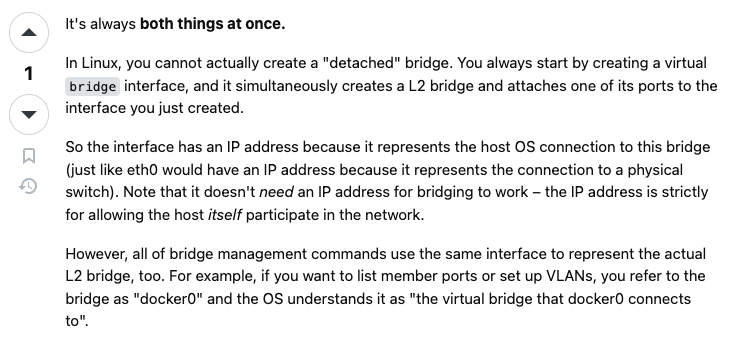 It's always both things at once.
In Linux, you cannot actually create a "detached" bridge. You always start by creating a virtual
bridge interface, and it simultaneously creates a L2 bridge and attaches one of its ports to the
interface you just created.
1
So the interface has an IP address because it represents the host OS connection to this bridge
(just like eth0 would have an IP address because it represents the connection to a physical
switch). Note that it doesn't need an IP address for bridging to work – the IP address is strictly
for allowing the host itself participate in the network.
However, all of bridge management commands use the same interface to represent the actual
L2 bridge, too. For example, if you want to list member ports or set up VLANs, you refer to the
bridge as "docker0" and the OS understands it as "the virtual bridge that docker0 connects
to".